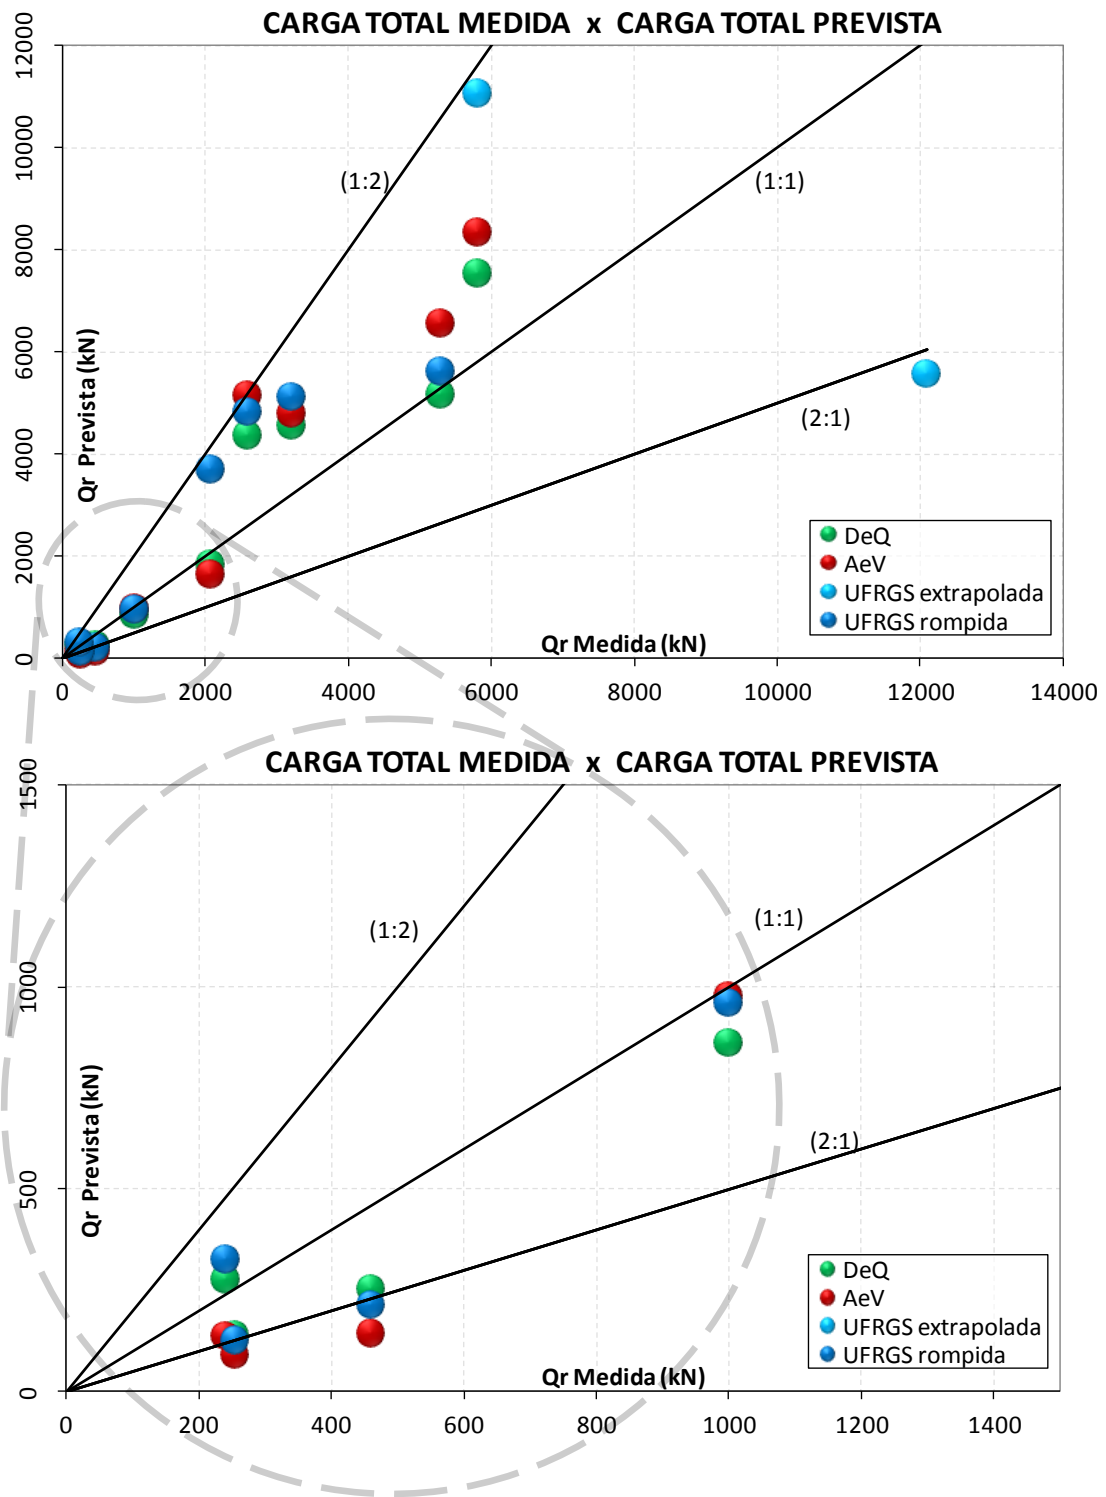 CARGA TOTAL MEDIDA x CARGA TOTAL PREVISTA
12000
10000
8000
6000
4000
2000
0
Qr Prevista (kN)
(1:2)
(1:1)
(2:1)
DeQ
AeV
UFRGS extrapolada
UFRGS rompida
Qr Medida (kN)
0 2000 4000 6000 8000 10000 12000 14000
CARGA TOTAL MEDIDA x CARGA TOTAL PREVISTA
1500
1000
500
0
Qr Prevista (kN)
(1:2)
(1:1)
(2:1)
DeQ
AeV
UFRGS extrapolada
UFRGS rompida
Qr Medida (kN)
0 200 400 600 800 1000 1200 1400